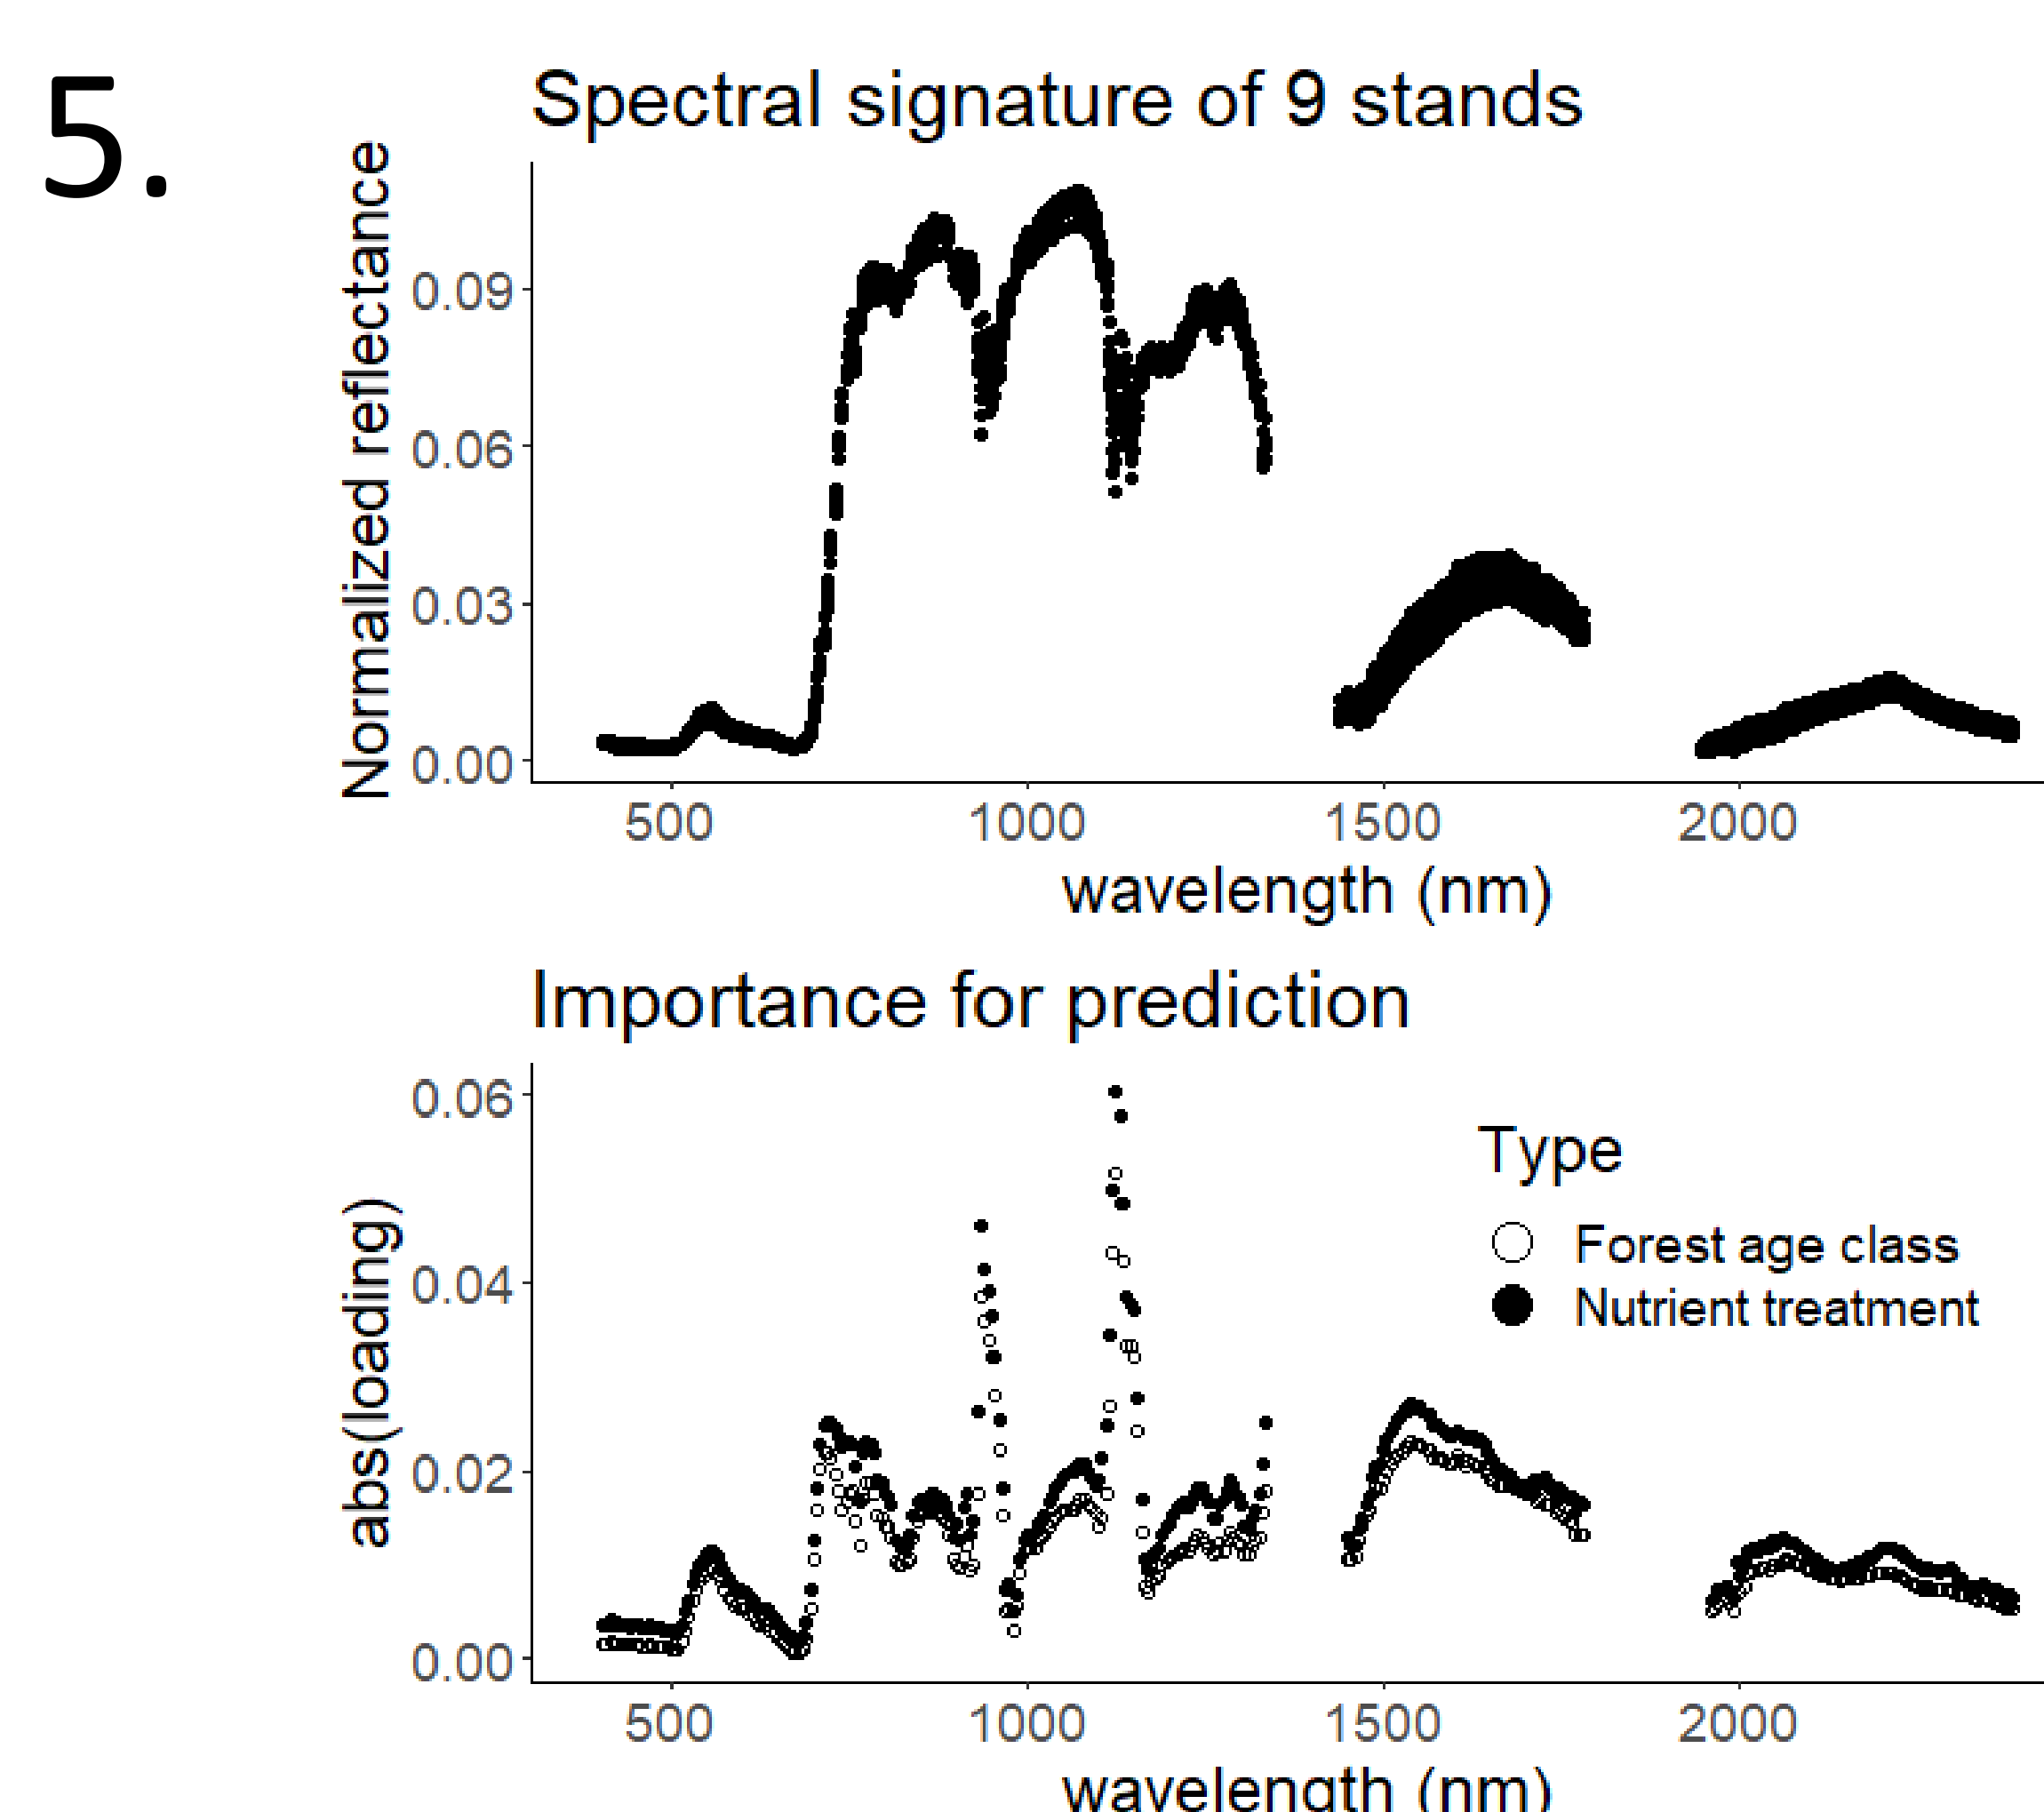 5.
Spectral signature of 9 stands
Normalized reflectance
0.09
0.06
0.03
0.00
500 1000 1500 2000
wavelength (nm)
Importance for prediction
abs(loading)
0.06
0.04
0.02
0.00
Type
Forest age class
Nutrient treatment
500 1000 1500 2000
wavelength (nm)